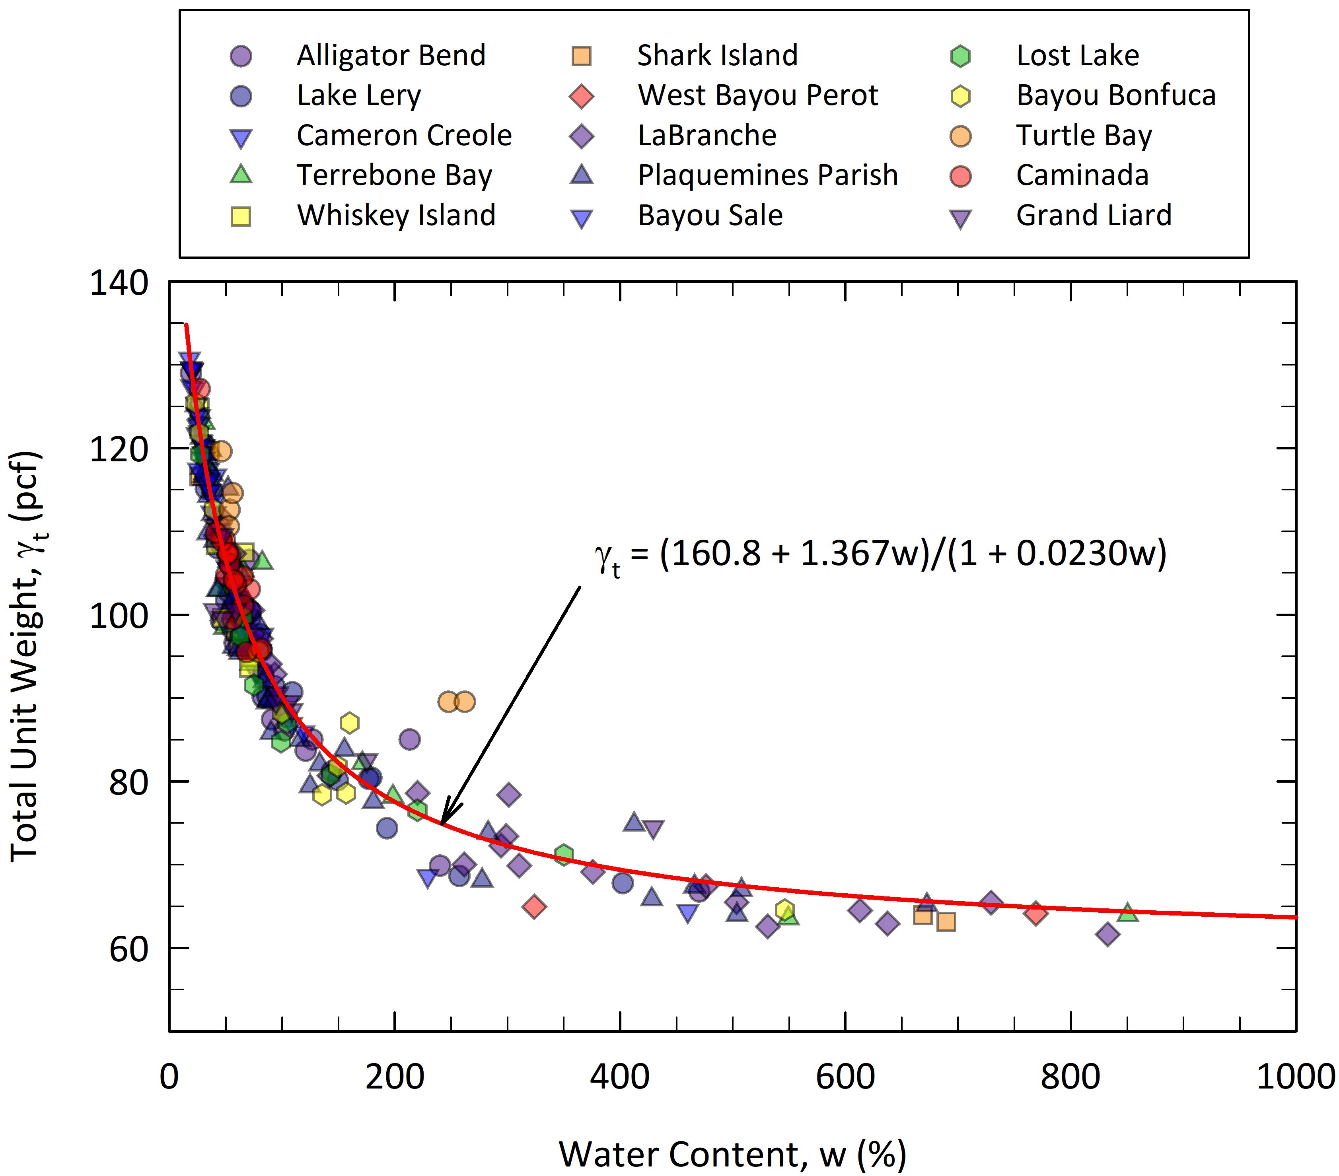 Alligator Bend
Lake Lery
Cameron Creole
Terrebone Bay
Whiskey Island
Shark Island
West Bayou Perot
LaBranche
Plaquemines Parish
Bayou Sale
Lost Lake
Bayou Bonfuca
Turtle Bay
Caminada
Grand Liard
Total Unit Weight, γt (pcf)
140
120
100
80
60
γt = (160.8 + 1.367w)/(1 + 0.0230w)
0 200 400 600 800 1000
Water Content, w (%)